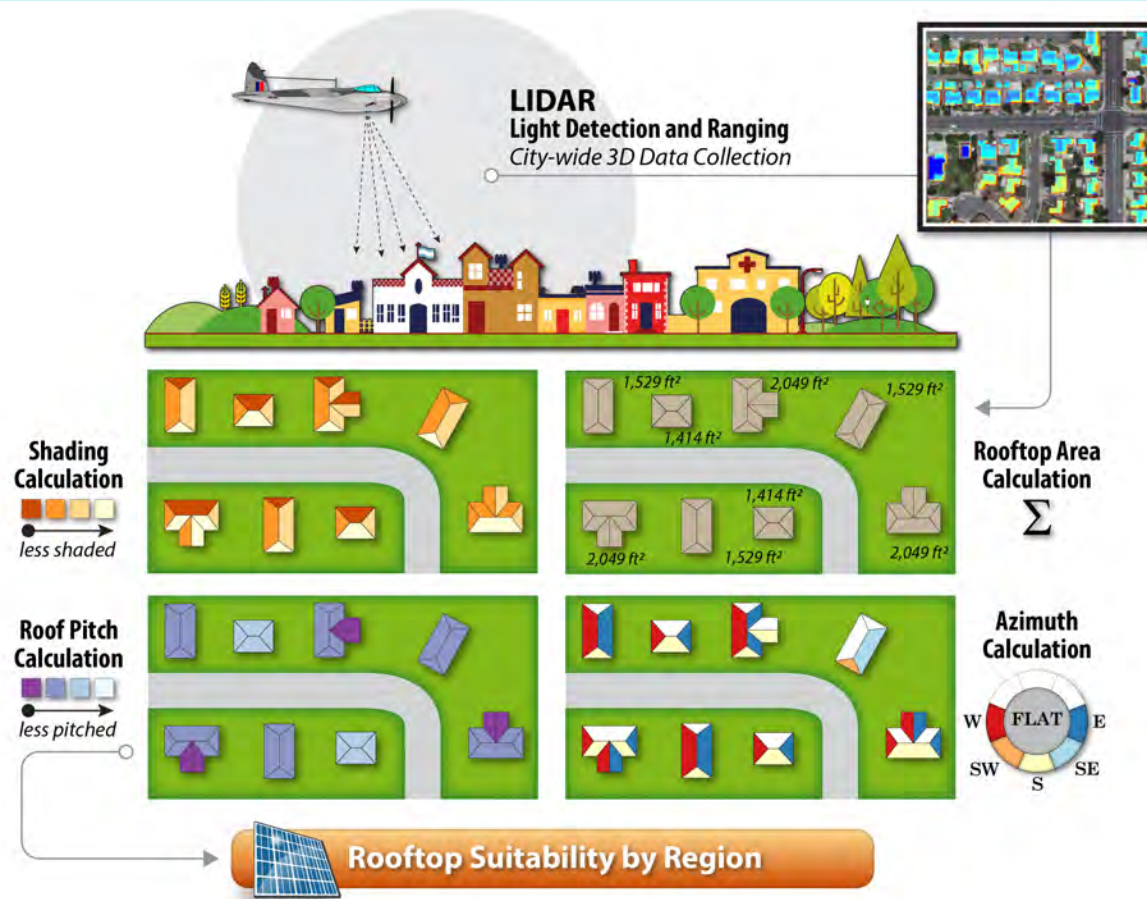 LIDAR
Light Detection and Ranging
City-wide 3D Data Collection
Shading
Calculation
less shaded
1,529 ft²
2,049 ft²
1,529 ft²
1,414 ft²
1,414 ft²
2,049 ft²
1,529 ft²
2,049 ft²
Rooftop Area
Calculation
Σ
Roof Pitch
Calculation
less pitched
Azimuth
Calculation
W
FLAT
E
SW
SE
S
Rooftop Suitability by Region